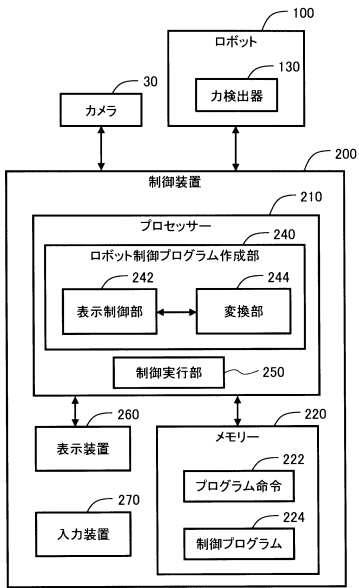 100
ロボット
30
130
カメラ
力検出器
200
制御装置
210
プロセッサー
240
ロボット制御プログラム作成部
242
244
表示制御部
変換部
制御実行部
250
260
220
表示装置
メモリー
222
プログラム命令
270
224
入力装置
制御プログラム